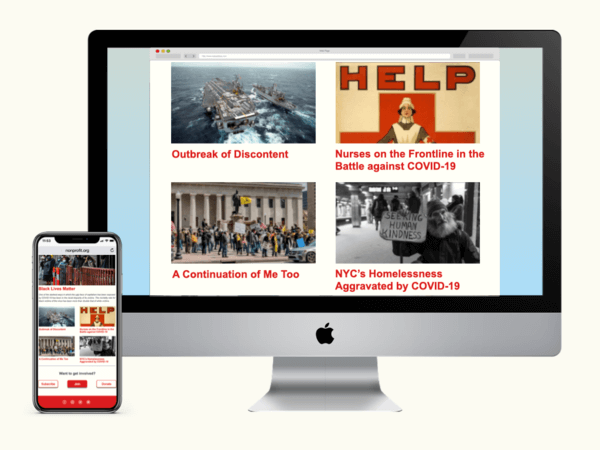 HELP
Outbreak of Discontent
Nurses on the Frontline in the
Battle against COVID-19
SEEKING
HUMAN
KINDNESS
A Continuation of Me Too
NYC's Homelessness
Aggravated by COVID-19
nonprofit.org
Black Lives Matter
HELP
Outbreak of Discontent
Nurses on the Frontline in the
Battle against COVID-19
A Continuation of Me Too
NYC's Homelessness
Aggravated by COVID-19
Want to get involved?
Subscribe
Join
Donate